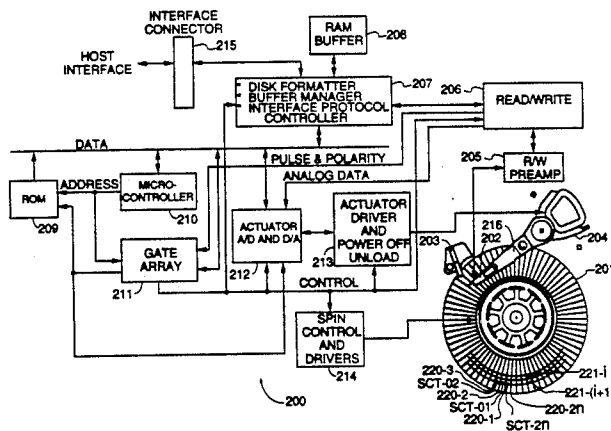 INTERFACE
CONNECTOR
215
HOST
INTERFACE
RAM
BUFFER
208
DISK FORMATTER
BUFFER MANAGER
INTERFACE PROTOCOL
CONTROLLER
207
206
READ/WRITE
DATA
PULSE & POLARITY
ANALOG DATA
205
R/W
PREAMP
ROM
209
ADDRESS
MICRO-
CONTROLLER
210
GATE
ARRAY
211
ACTUATOR
A/D AND D/A
212
ACTUATOR
DRIVER
AND
POWER OFF
UNLOAD
213
203
202
216
204
201
CONTROL
SPIN CONTROL
AND
DRIVERS
214
200
220-3
SCT-02
220-2
SCT-01
220-1
SCT-2n
220-2n
221-i
221-(i+1)